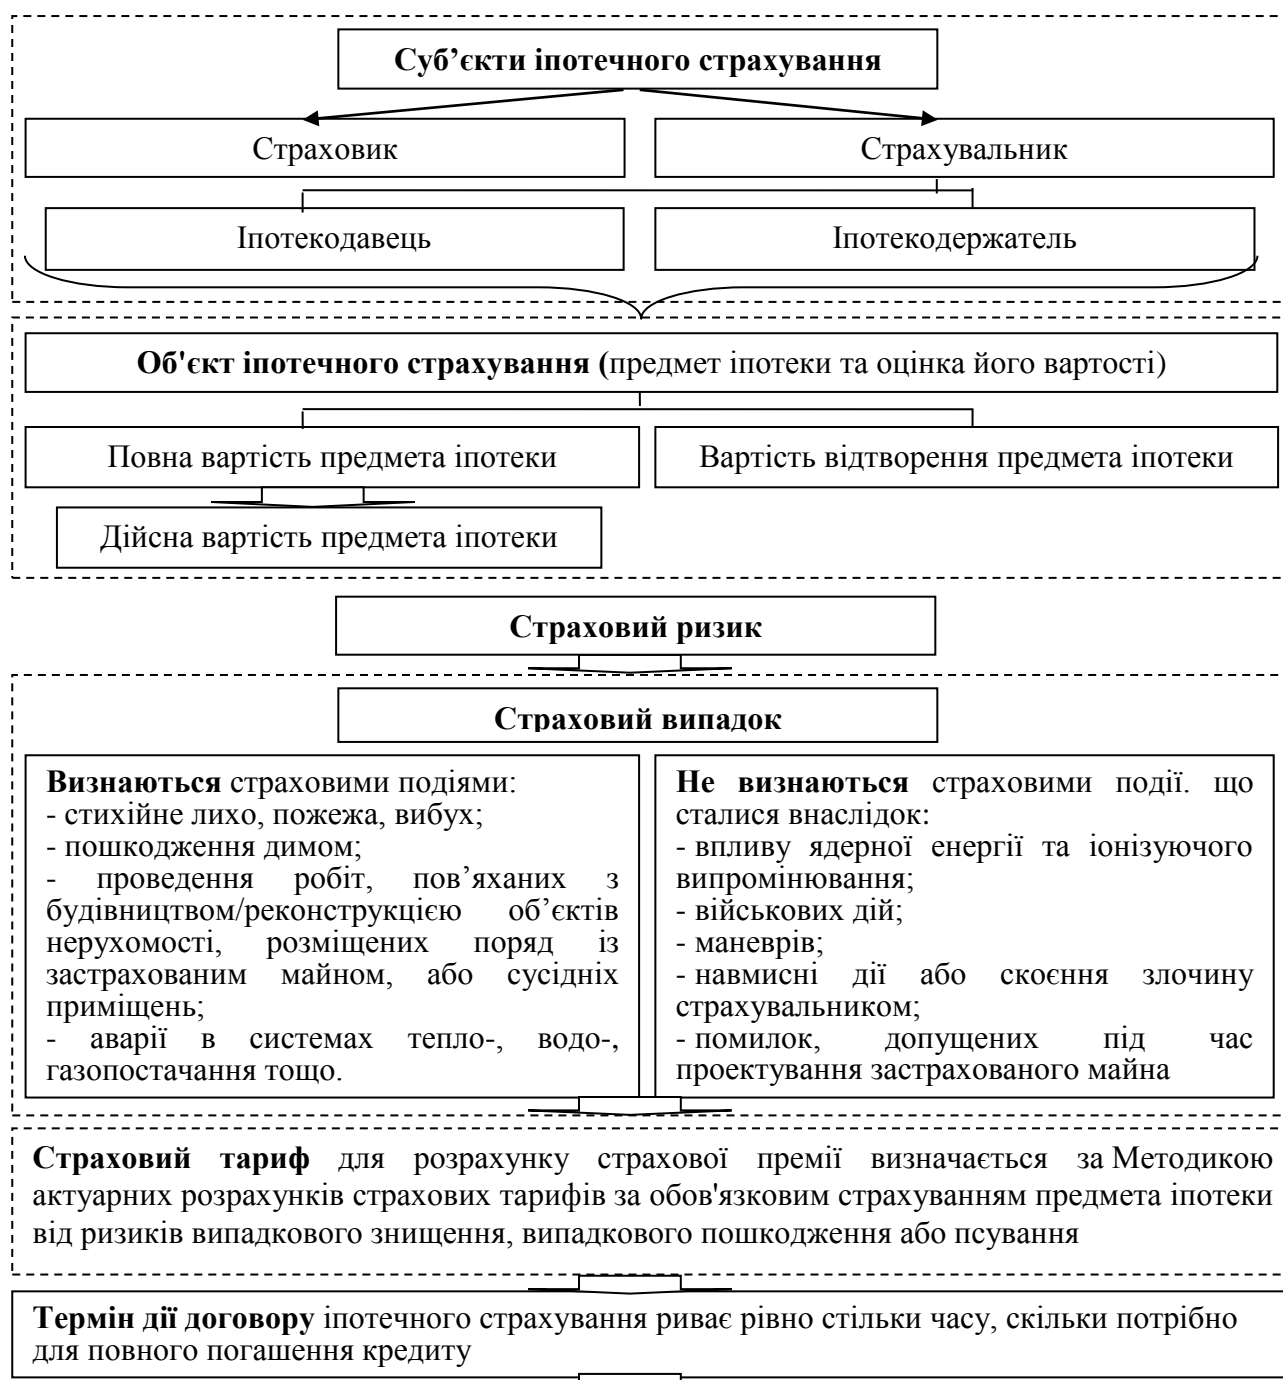 Суб’єкти іпотечного страхування
Страховик
Страхувальник
Іпотекодавець
Іпотекодержатель
Об'єкт іпотечного страхування (предмет іпотеки та оцінка його вартості)
Повна вартість предмета іпотеки
Вартість відтворення предмета іпотеки
Дійсна вартість предмета іпотеки
Страховий ризик
Страховий випадок
Визнаються страховими подіями:
- стихійне лихо, пожежа, вибух;
- пошкодження димом;
- проведення робіт, пов’яханих з
будівництвом/реконструкцією об’єктів
нерухомості, розміщених поряд із
застрахованим майном, або сусідніх
приміщень;
- аварії в системах тепло-, водо-,
газопостачання тощо.
Не визнаються страховими події. що
сталися внаслідок:
- впливу ядерної енергії та іонізуючого
випромінювання;
- військових дій;
- маневрів;
- навмисні дії або скоєння злочину
страхувальником;
- помилок, допущених під час
проектування застрахованого майна
Страховий тариф для розрахунку страхової премії визначається за Методикою
актуарних розрахунків страхових тарифів за обов'язковим страхуванням предмета іпотеки
від ризиків випадкового знищення, випадкового пошкодження або псування
Термін дії договору іпотечного страхування риває рівно стільки часу, скільки потрібно
для повного погашення кредиту